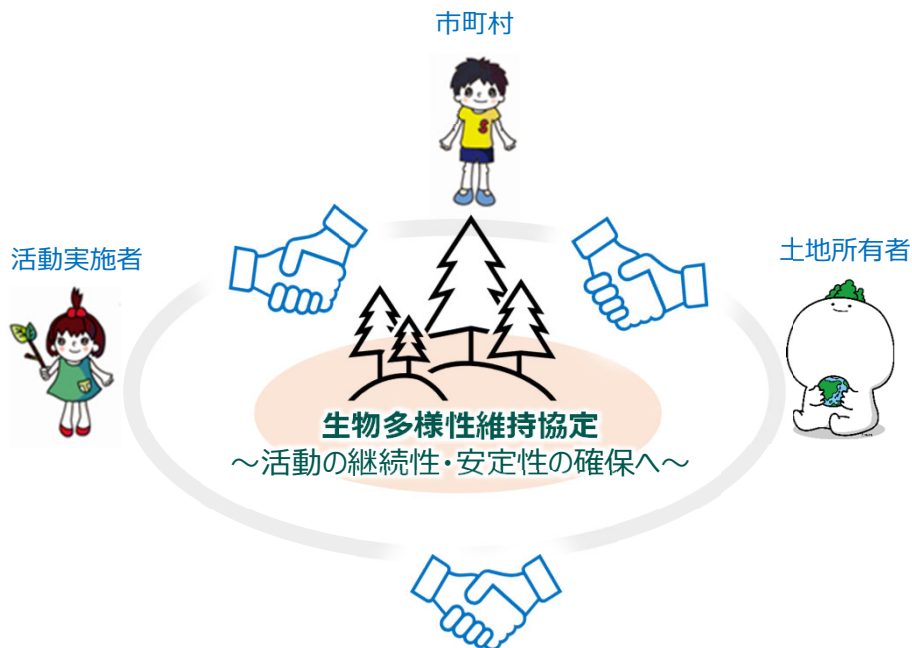 市町村
活動実施者
土地所有者
S
生物多様性維持協定
～活動の継続性・安定性の確保へ～